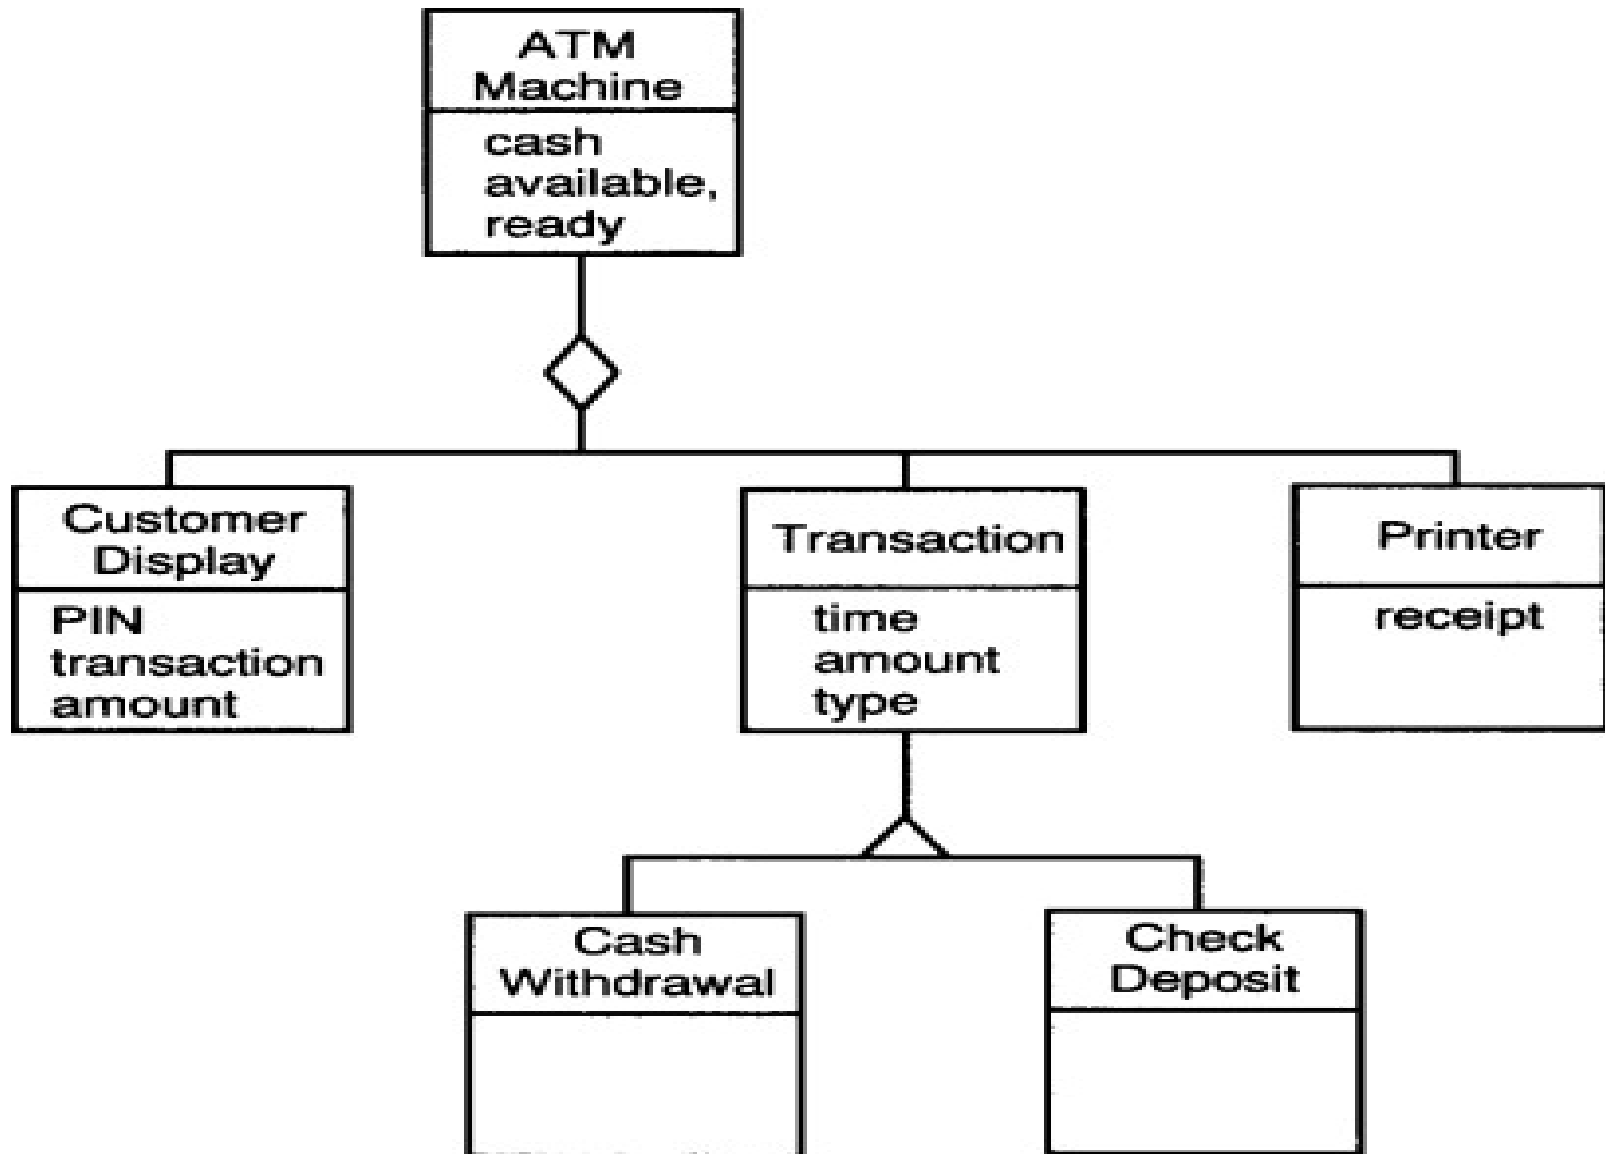 ATM
Machine
cash
available,
ready
Customer
Display
PIN
transaction
amount
Transaction
time
amount
type
Printer
receipt
Cash
Withdrawal
Check
Deposit